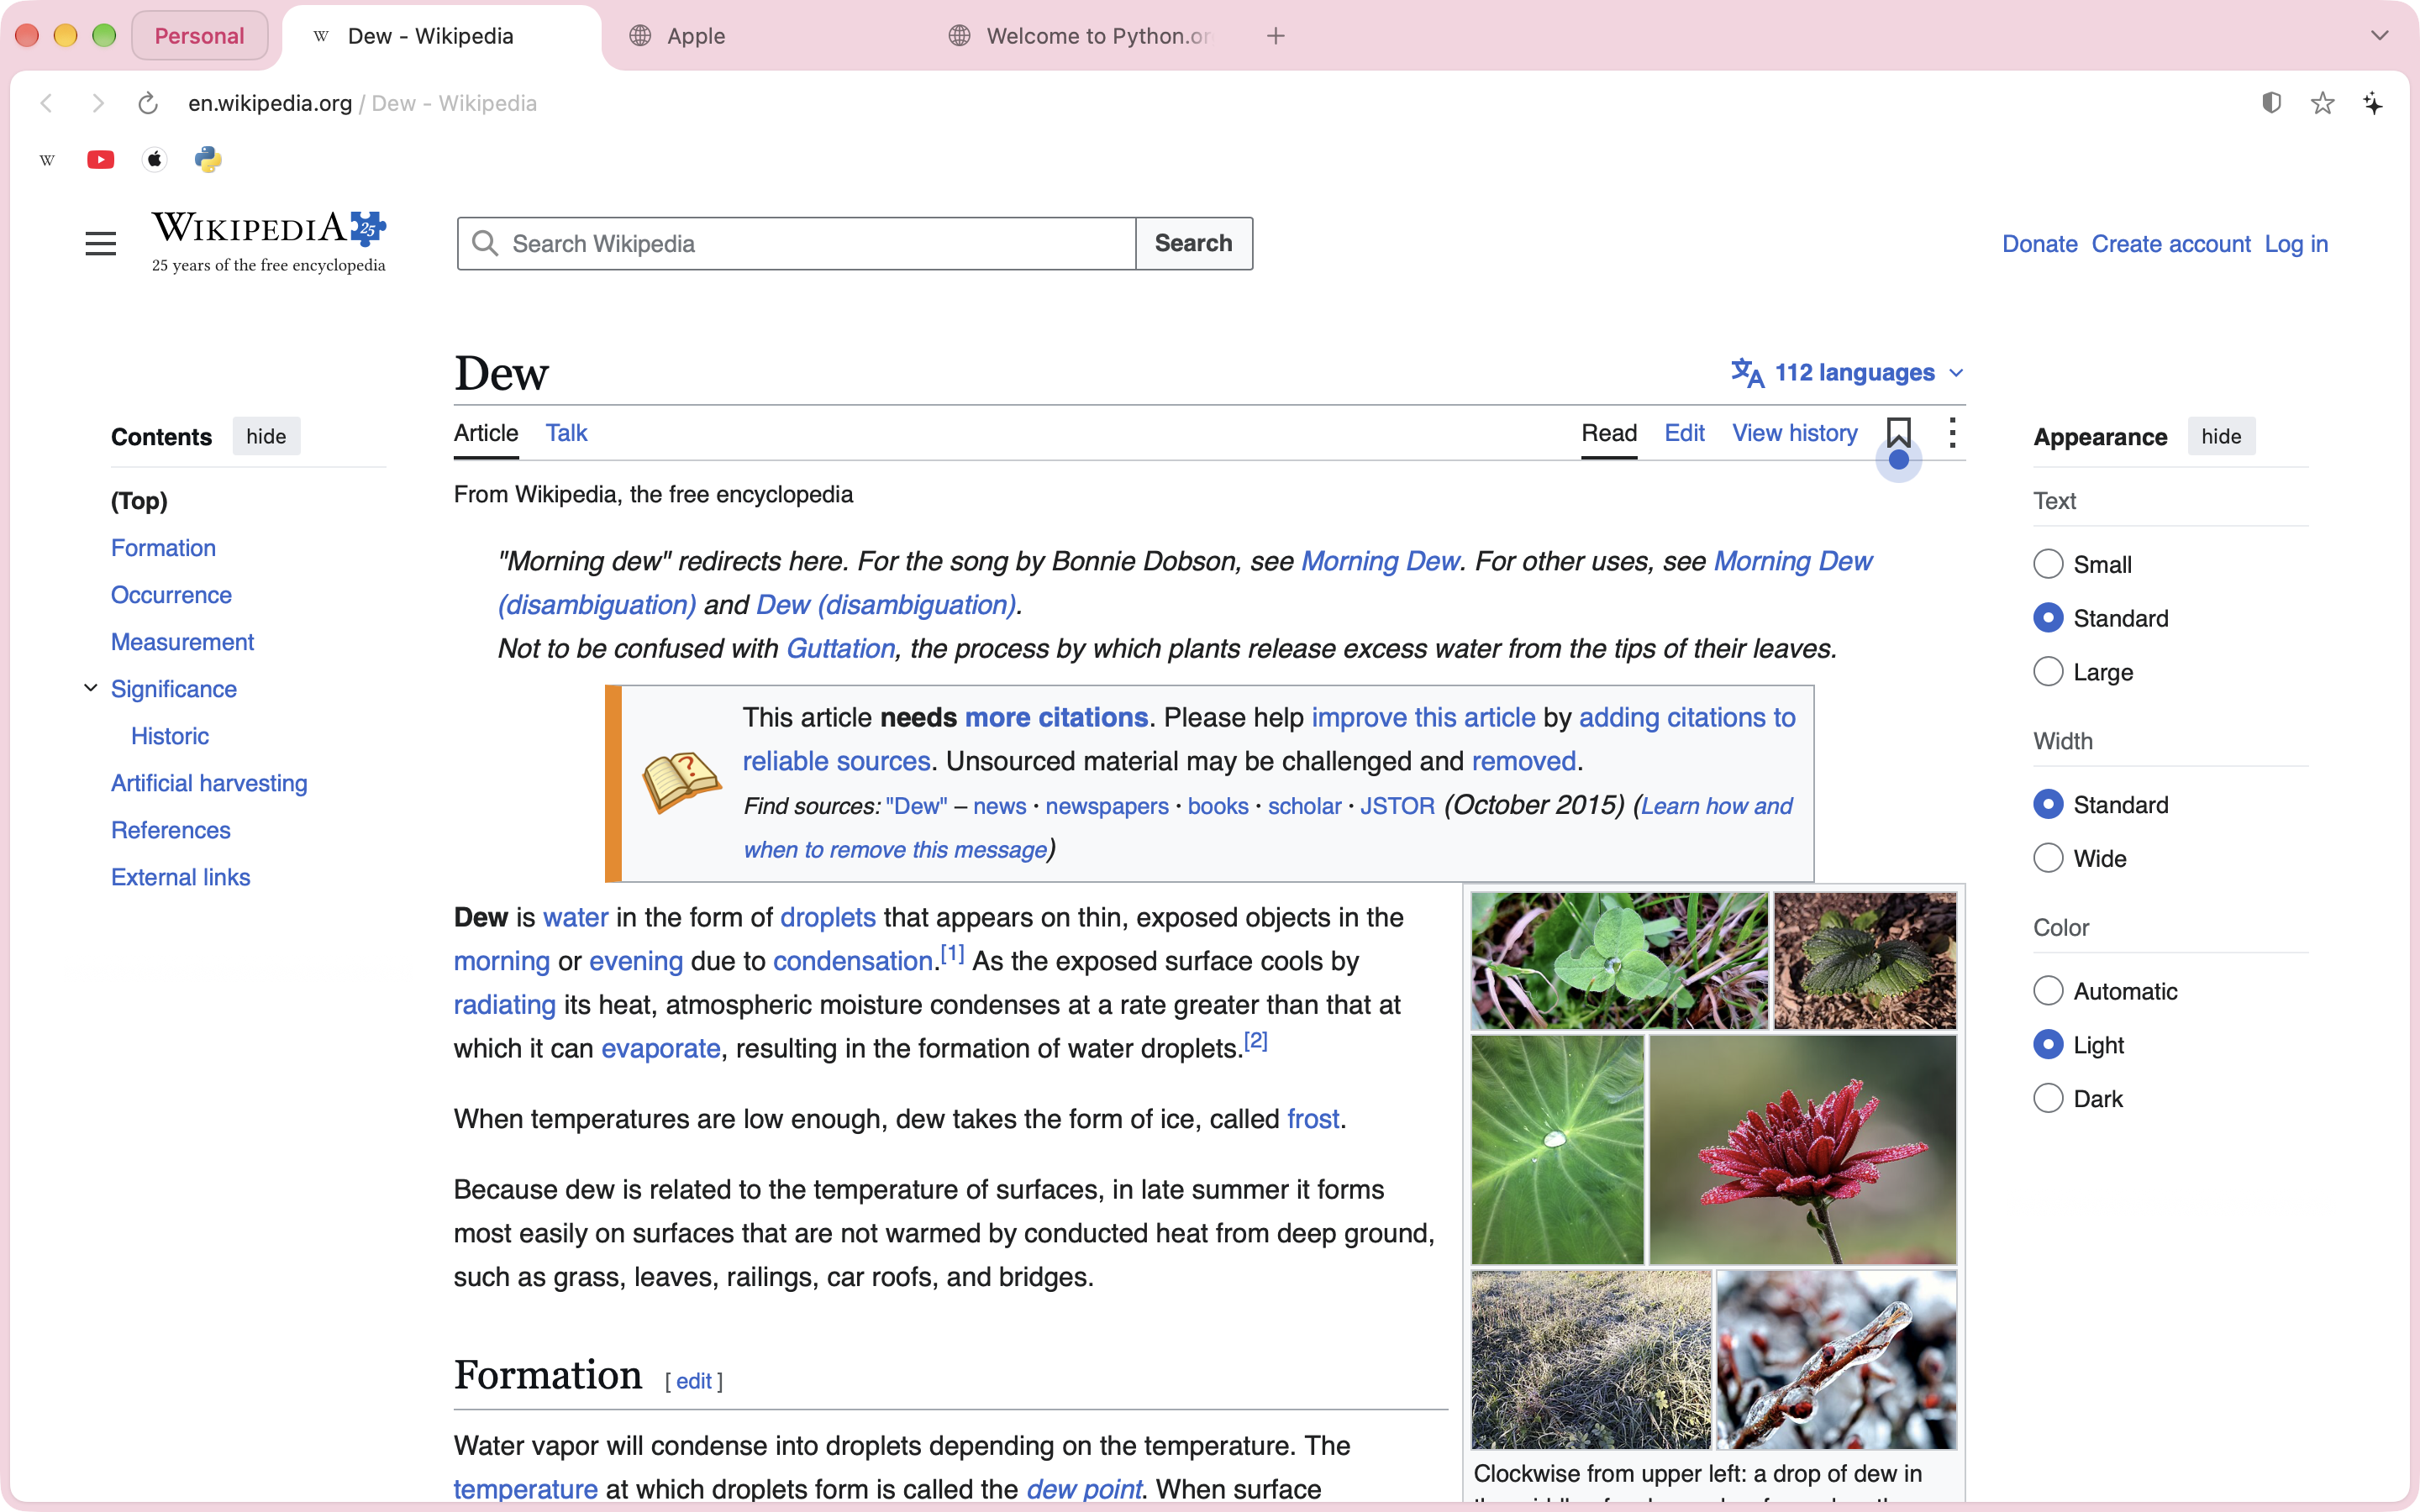 Personal
Dew - Wikipedia
Apple
Welcome to Python.or
en.wikipedia.org / Dew - Wikipedia
W
WIKIPEDIA 25
25 years of the free encyclopedia
Search Wikipedia
Search
Donate Create account Log in
Dew
112 languages
Contents hide
(Top)
Formation
Occurrence
Measurement
Significance
Historic
Artificial harvesting
References
External links
Article Talk
Read Edit View history
From Wikipedia, the free encyclopedia
"Morning dew" redirects here. For the song by Bonnie Dobson, see Morning Dew. For other uses, see Morning Dew
(disambiguation) and Dew (disambiguation).
Not to be confused with Guttation, the process by which plants release excess water from the tips of their leaves.
This article needs more citations. Please help improve this article by adding citations to
reliable sources. Unsourced material may be challenged and removed.
Find sources: "Dew" – news · newspapers · books · scholar · JSTOR (October 2015) (Learn how and
when to remove this message)
Dew is water in the form of droplets that appears on thin, exposed objects in the
morning or evening due to condensation.[1] As the exposed surface cools by
radiating its heat, atmospheric moisture condenses at a rate greater than that at
which it can evaporate, resulting in the formation of water droplets.[2]
When temperatures are low enough, dew takes the form of ice, called frost.
Because dew is related to the temperature of surfaces, in late summer it forms
most easily on surfaces that are not warmed by conducted heat from deep ground,
such as grass, leaves, railings, car roofs, and bridges.
Formation [ edit ]
Water vapor will condense into droplets depending on the temperature. The
temperature at which droplets form is called the dew point. When surface
Clockwise from upper left: a drop of dew in
Appearance hide
Text
Small
Standard
Large
Width
Standard
Wide
Color
Automatic
Light
Dark